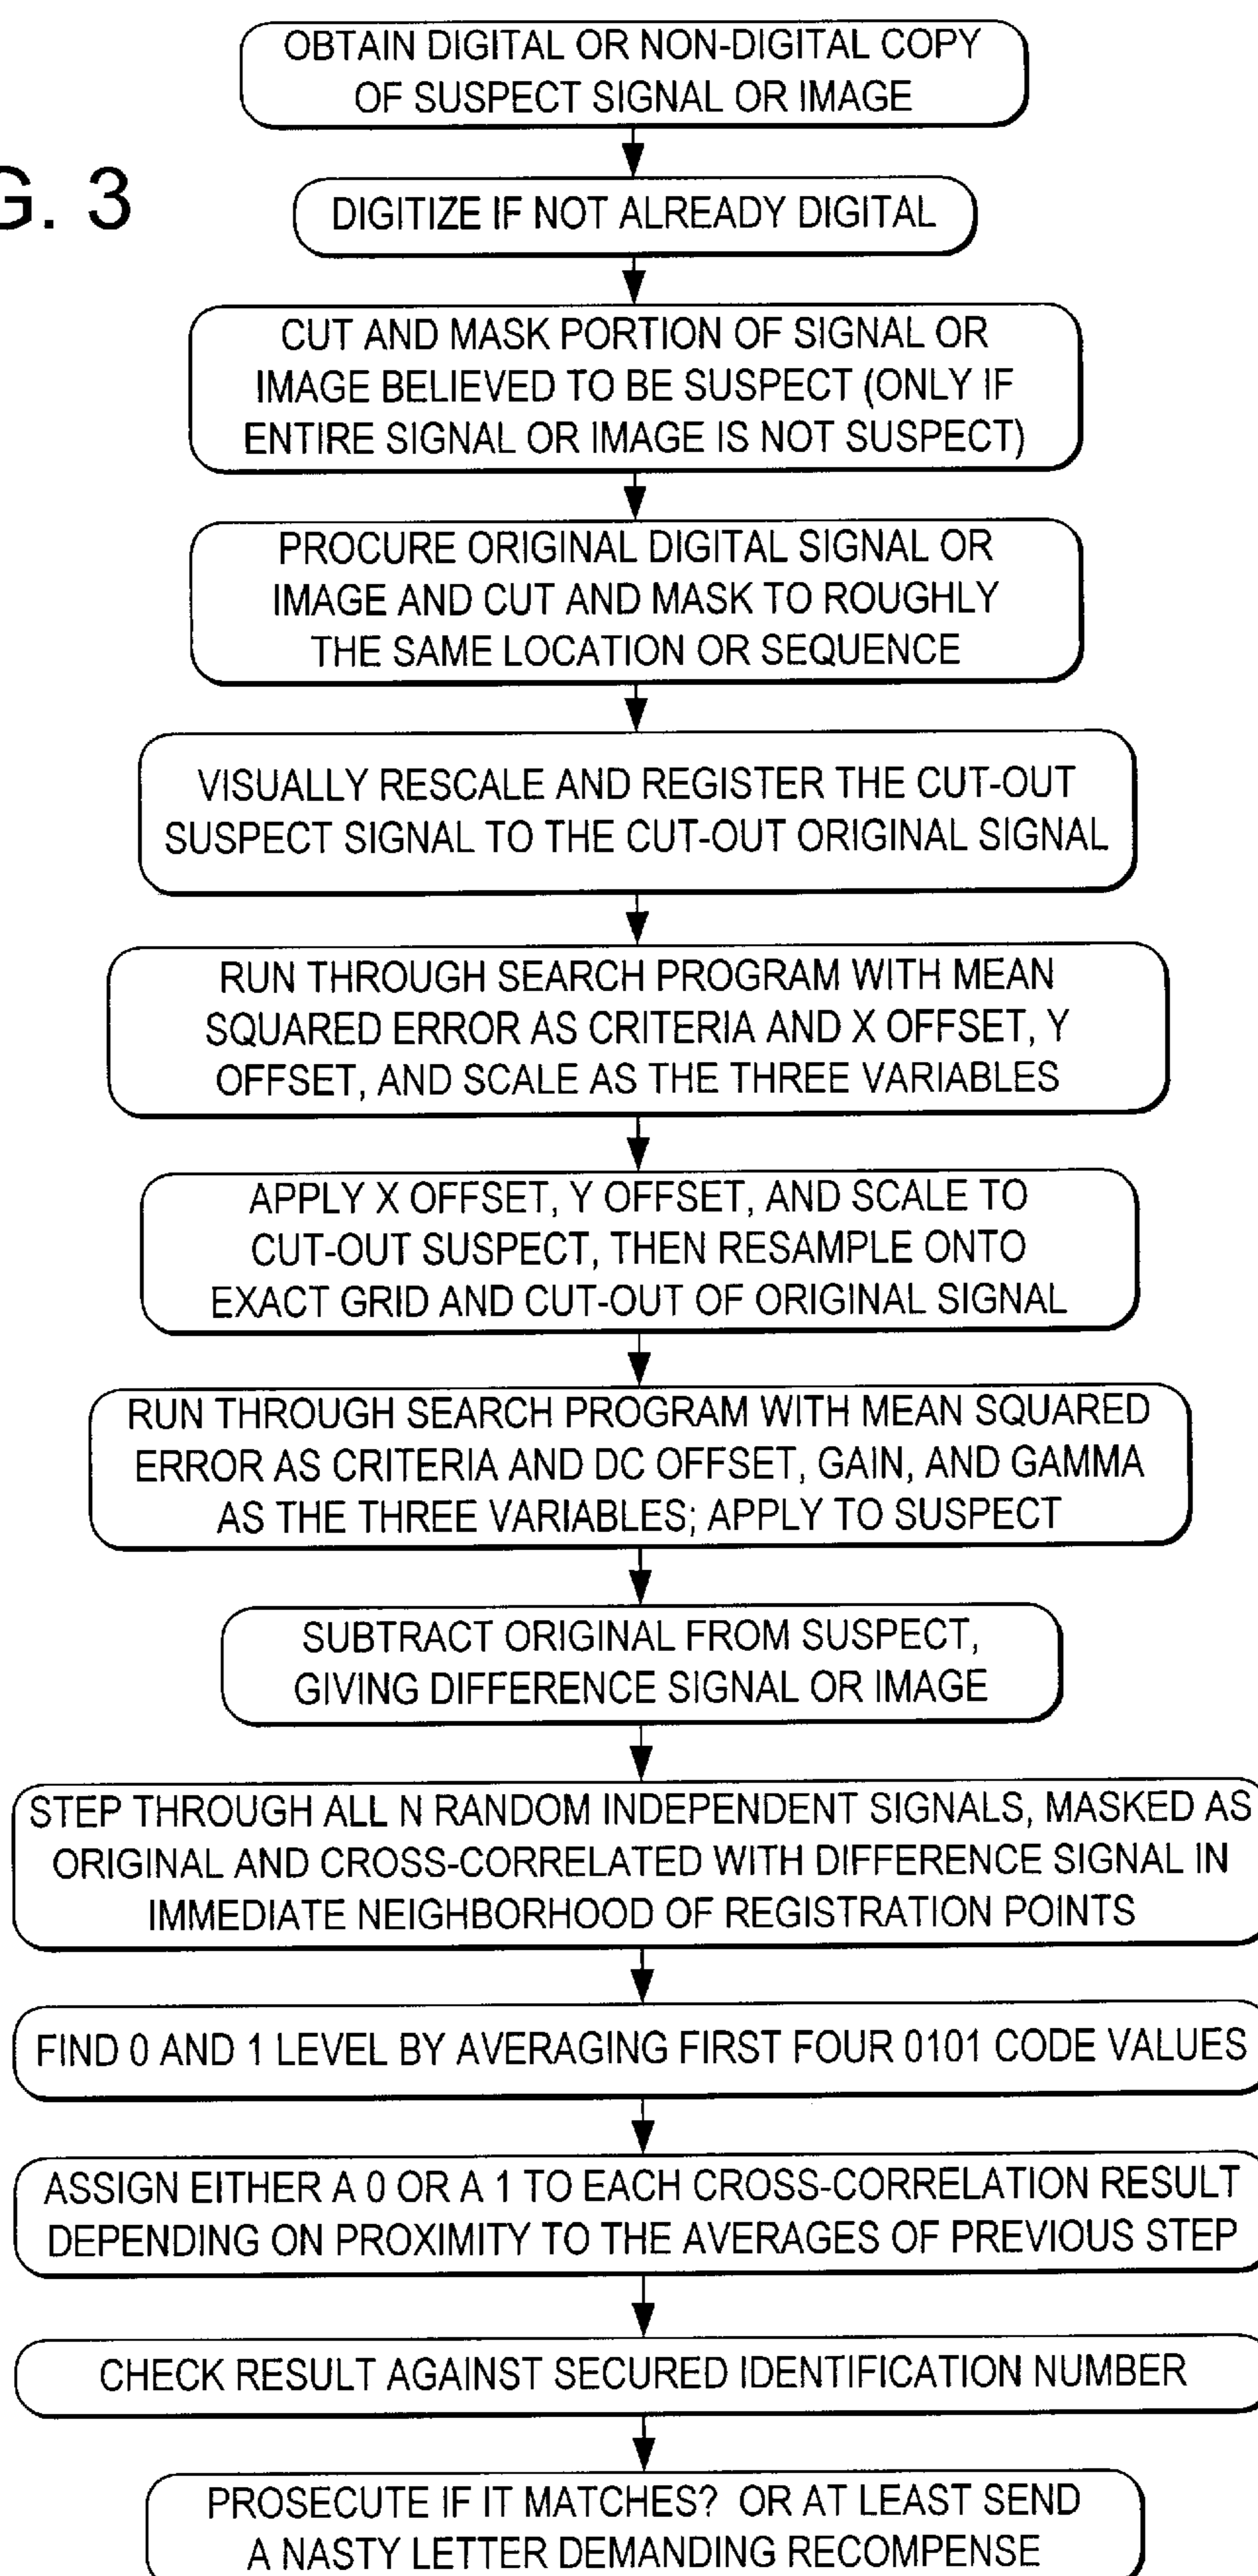 OBTAIN DIGITAL OR NON-DIGITAL COPY
OF SUSPECT SIGNAL OR IMAGE
G. 3
DIGITIZE IF NOT ALREADY DIGITAL
CUT AND MASK PORTION OF SIGNAL OR
IMAGE BELIEVED TO BE SUSPECT (ONLY IF
ENTIRE SIGNAL OR IMAGE IS NOT SUSPECT)
PROCURE ORIGINAL DIGITAL SIGNAL OR
IMAGE AND CUT AND MASK TO ROUGHLY
THE SAME LOCATION OR SEQUENCE
VISUALLY RESCALE AND REGISTER THE CUT-OUT
SUSPECT SIGNAL TO THE CUT-OUT ORIGINAL SIGNAL
RUN THROUGH SEARCH PROGRAM WITH MEAN
SQUARED ERROR AS CRITERIA AND X OFFSET, Y
OFFSET, AND SCALE AS THE THREE VARIABLES
APPLY X OFFSET, Y OFFSET, AND SCALE TO
CUT-OUT SUSPECT, THEN RESAMPLE ONTO
EXACT GRID AND CUT-OUT OF ORIGINAL SIGNAL
RUN THROUGH SEARCH PROGRAM WITH MEAN SQUARED
ERROR AS CRITERIA AND DC OFFSET, GAIN, AND GAMMA
AS THE THREE VARIABLES; APPLY TO SUSPECT
SUBTRACT ORIGINAL FROM SUSPECT,
GIVING DIFFERENCE SIGNAL OR IMAGE
STEP THROUGH ALL N RANDOM INDEPENDENT SIGNALS, MASKED AS
ORIGINAL AND CROSS-CORRELATED WITH DIFFERENCE SIGNAL IN
IMMEDIATE NEIGHBORHOOD OF REGISTRATION POINTS
FIND 0 AND 1 LEVEL BY AVERAGING FIRST FOUR 0101 CODE VALUES
ASSIGN EITHER A 0 OR A 1 TO EACH CROSS-CORRELATION RESULT
DEPENDING ON PROXIMITY TO THE AVERAGES OF PREVIOUS STEP
CHECK RESULT AGAINST SECURED IDENTIFICATION NUMBER
PROSECUTE IF IT MATCHES? OR AT LEAST SEND
A NASTY LETTER DEMANDING RECOMPENSE